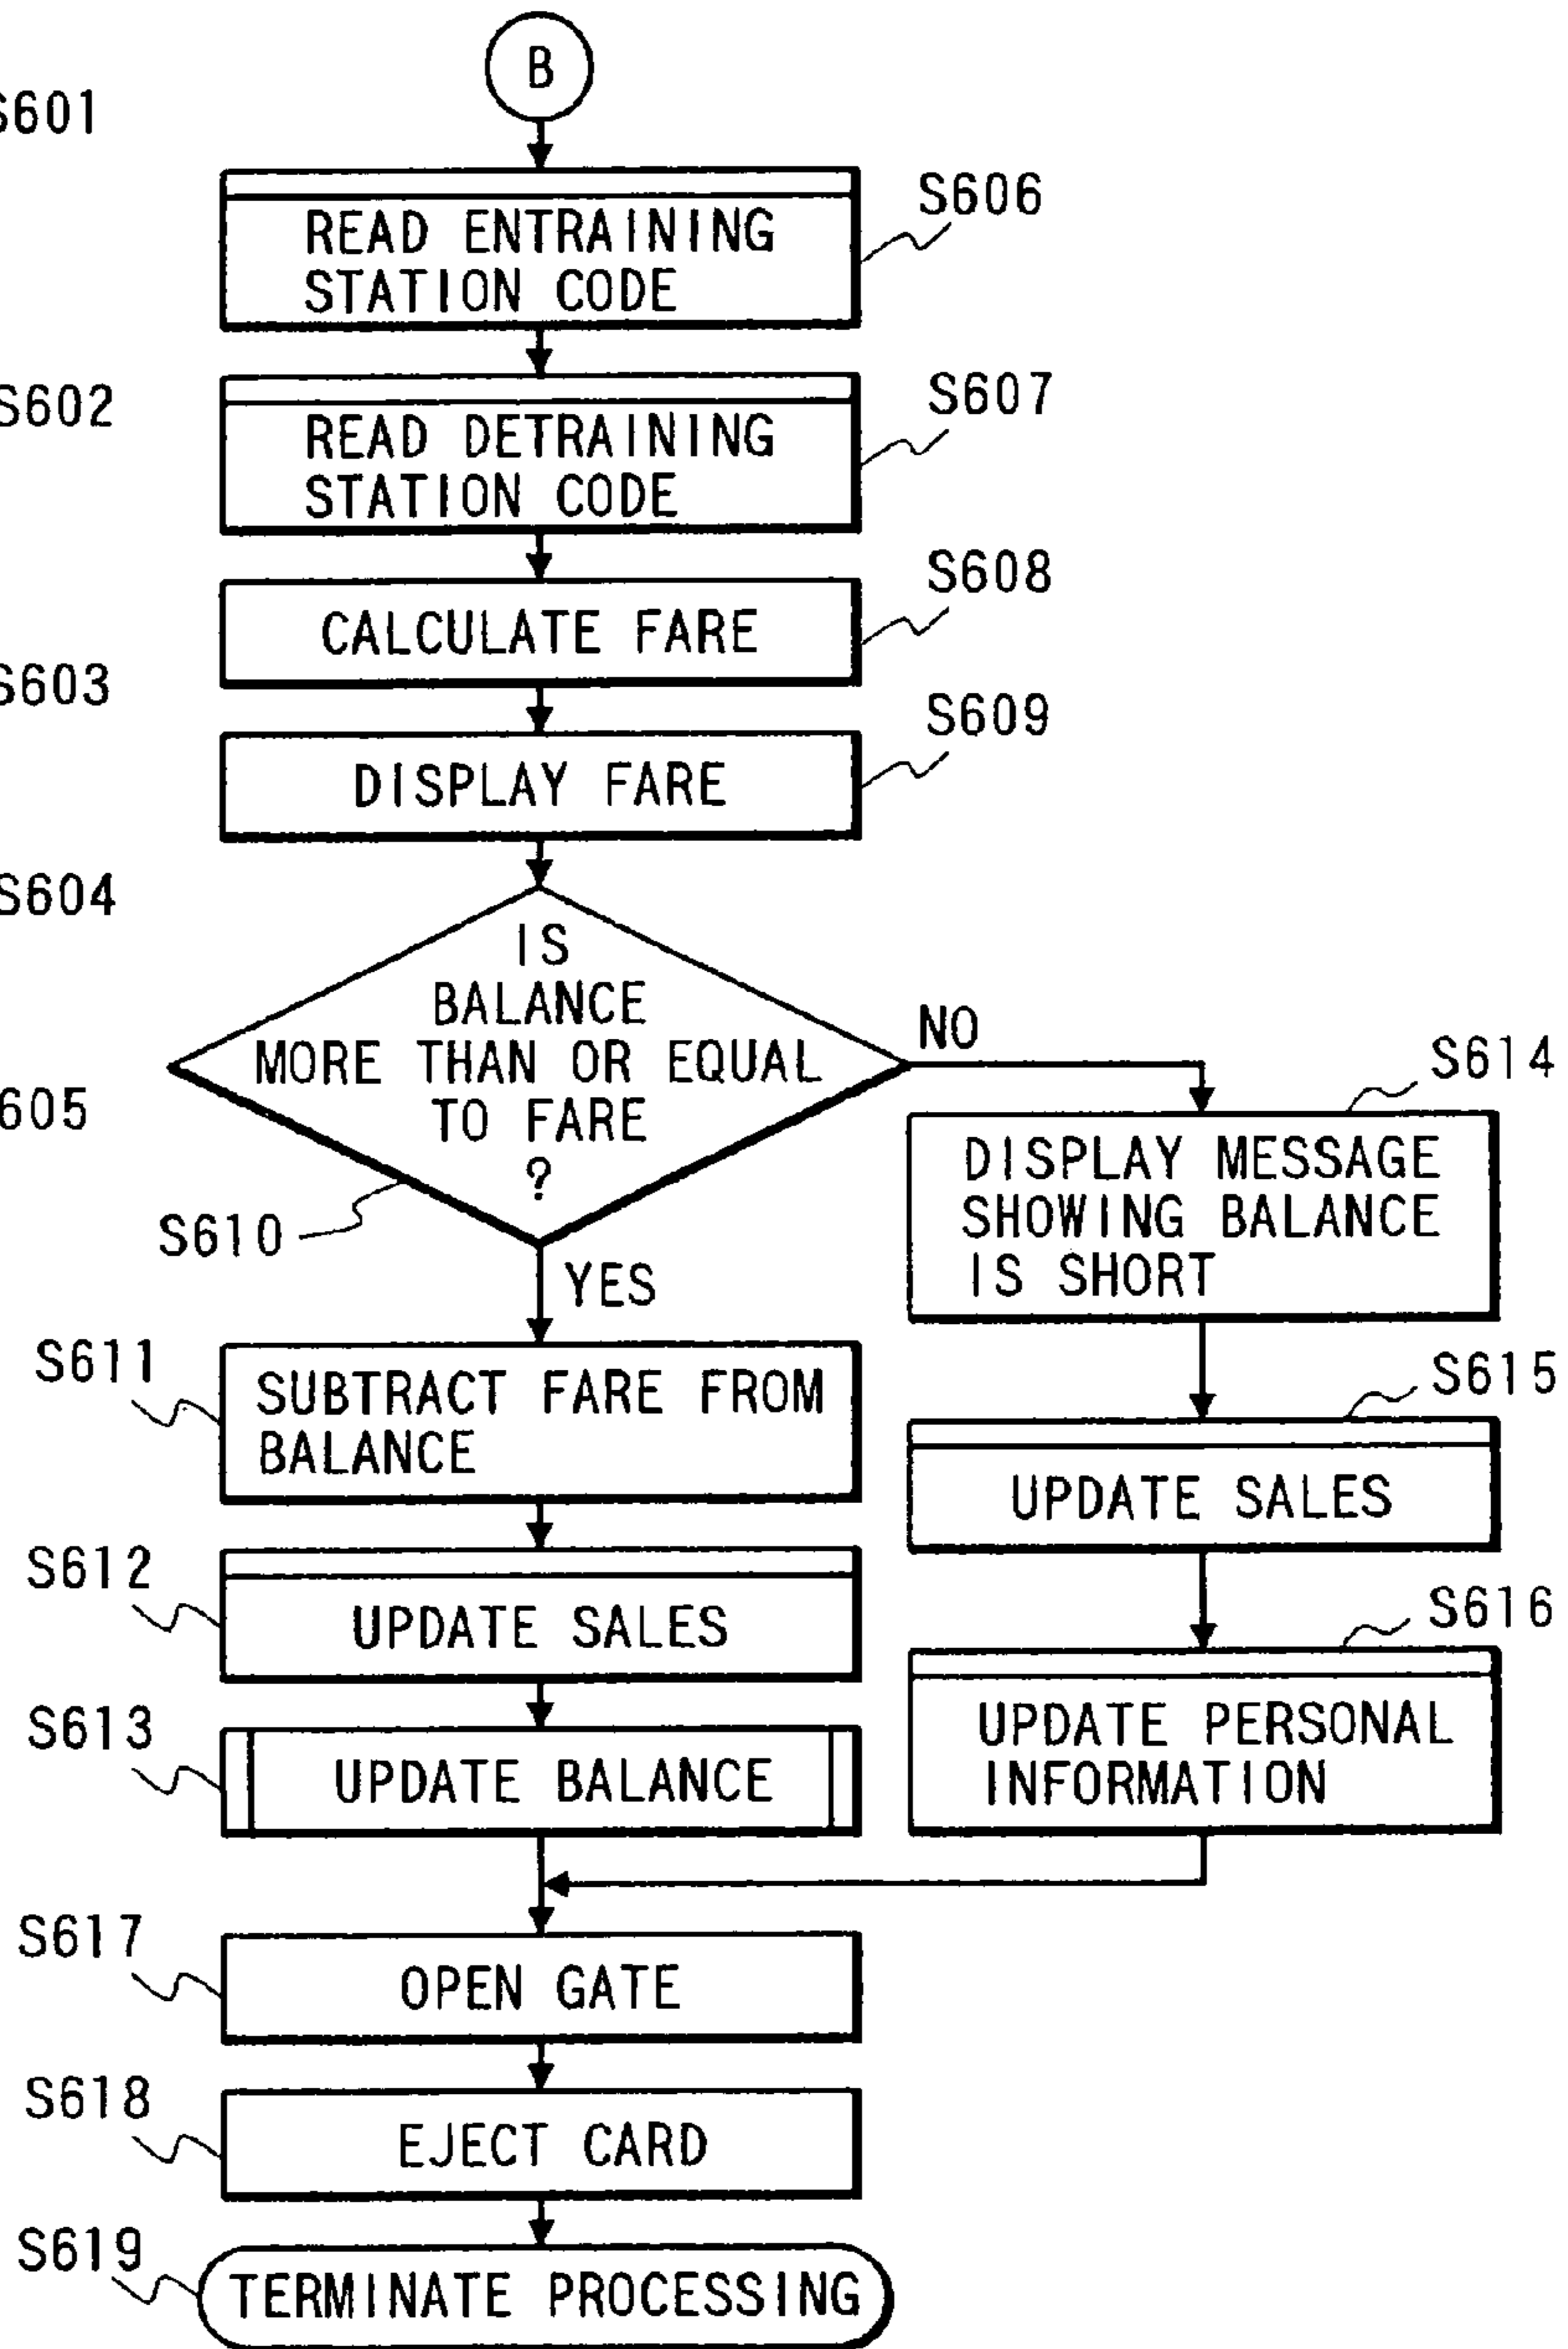 B
S601
READ ENTRAINING
STATION CODE
S606
S602
READ DETRAINING
STATION CODE
S607
CALCULATE FARE
S608
S603
DISPLAY FARE
S609
S604
IS
BALANCE
MORE THAN OR EQUAL
TO FARE
?
NO
S605
S610
YES
S614
DISPLAY MESSAGE
SHOWING BALANCE
IS SHORT
S611
SUBTRACT FARE FROM
BALANCE
S615
UPDATE SALES
S612
UPDATE SALES
S616
UPDATE PERSONAL
INFORMATION
S613
UPDATE BALANCE
S617
OPEN GATE
S618
EJECT CARD
S619
TERMINATE PROCESSING